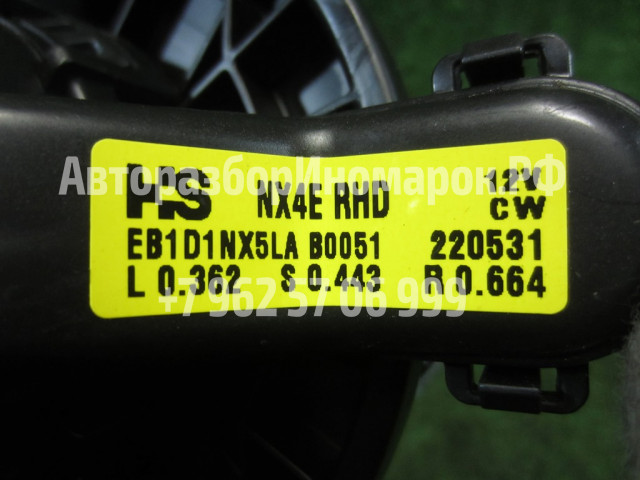 АвторазборИномарок.РФ
HS NX4E RHD 12V
CW
EB1D1NX5LA B0051 220531
L 0.362 S 0.443 R 0.664
+7 962 57 06 999